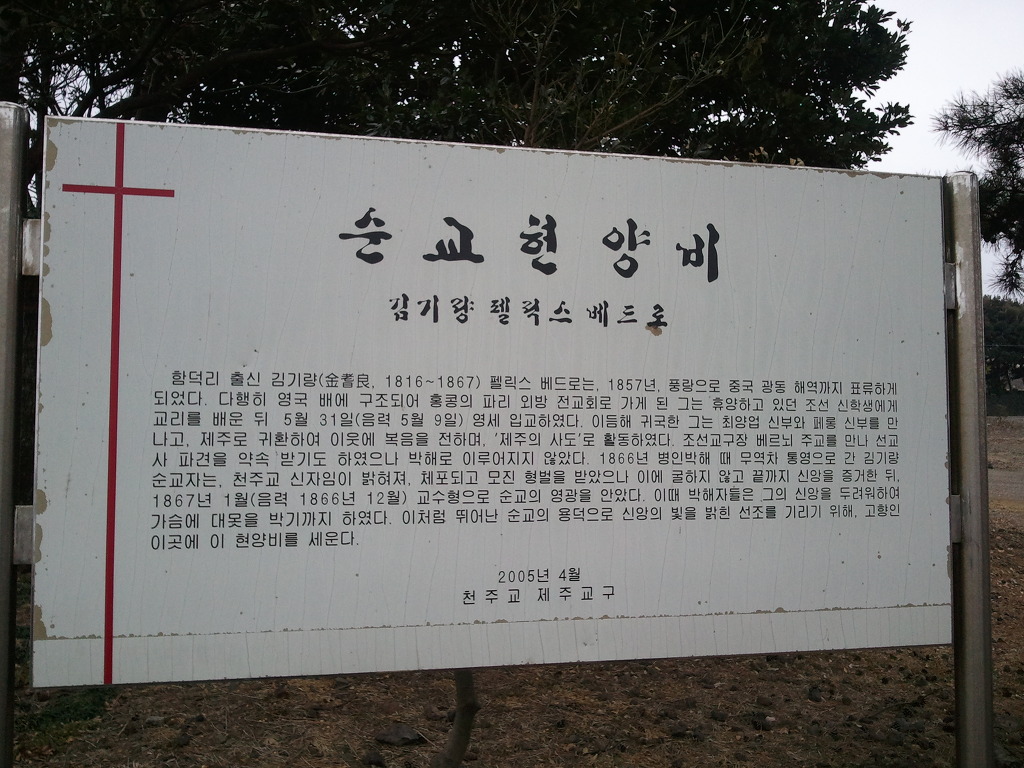 순교현양비
김기량펠릭스베드로
함덕리 출신 김기량(金耆良, 1816~1867) 펠릭스 베드로는, 1857년, 풍랑으로 중국 광동 해역까지 표류하게
되었다. 다행히 영국 배에 구조되어 홍콩의 파리 외방 전교회로 가게 된 그는 휴양하고 있던 조선 신학생에게
교리를 배운 뒤 5월 31일(음력 5월 9일) 영세 입교하였다. 이듬해 귀국한 그는 최양업 신부와 페롱 신부를 만
나고, 제주로 귀환하여 이웃에 복음을 전하며, '제주의 사도'로 활동하였다. 조선교구장 베르뇌 주교를 만나 선교
사 파견을 약속 받기도 하였으나 박해로 이루어지지 않았다. 1866년 병인박해 때 무역차 통영으로 간 김기량
순교자는, 천주교 신자임이 밝혀져, 체포되고 모진 형벌을 받았으나 이에 굴하지 않고 끝까지 신앙을 증거한 뒤,
1867년 1월(음력 1866년 12월) 교수형으로 순교의 영광을 안았다. 이때 박해자들은 그의 신앙을 두려워하여
가슴에 대못을 박기까지 하였다. 이처럼 뛰어난 순교의 용덕으로 신앙의 빛을 밝힌 선조를 기리기 위해, 고향인
이곳에 이 현양비를 세운다.
2005년 4월
천주교 제주교구